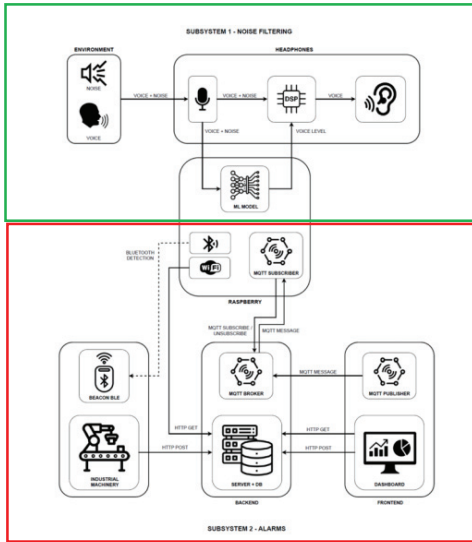 SUBSYSTEM 1 - NOISE FILTERING
ENVIRONMENT
HEADPHONES
NOISE
VOICE + NOISE
VOICE + NOISE
DSP
VOICE
VOICE
VOICE + NOISE
VOICE LEVEL
ML MODEL
BLUETOOTH
DETECTION
WiFi
MQTT SUBSCRIBER
RASPBERRY
MQTT SUBSCRIBE /
UNSUBSCRIBE
MQTT MESSAGE
BEACON BLE
MQTT BROKER
MQTT MESSAGE
MQTT PUBLISHER
HTTP GET
HTTP GET
HTTP POST
HTTP POST
INDUSTRIAL
MACHINERY
SERVER + DB
DASHBOARD
BACKEND
FRONTEND
SUBSYSTEM 2 - ALARMS